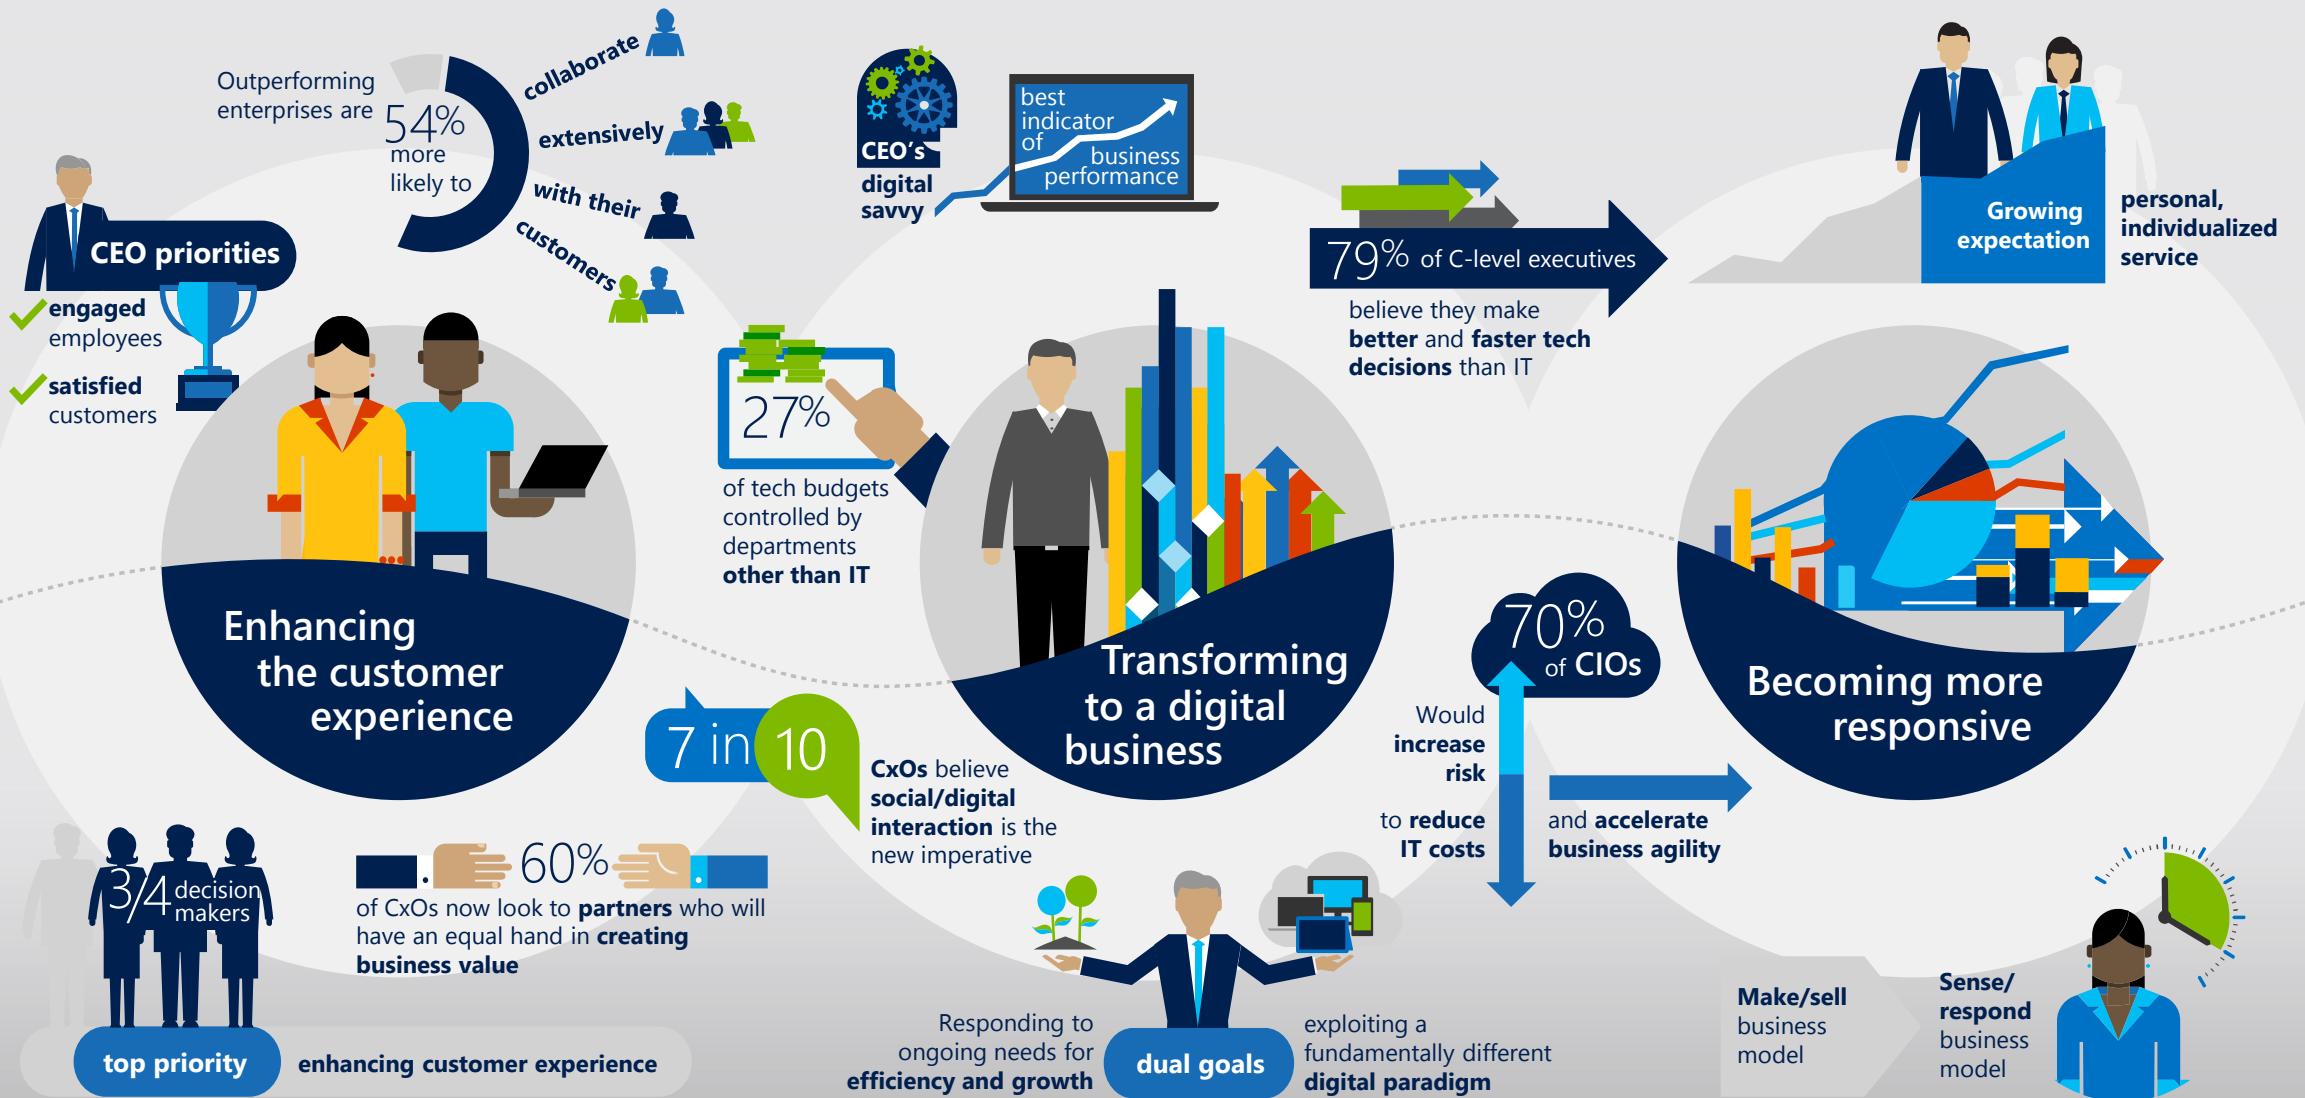 Outperforming
enterprises are
54%
more
likely to
collaborate
extensively
with their
customers
CEO priorities
engaged
employees
satisfied
customers
Enhancing
the customer
experience
3/4 decision
makers
top priority
enhancing customer experience
60%
of CxOs now look to partners who will
have an equal hand in creating
business value
CEO's
digital
savvy
best
indicator
of
business
performance
27%
of tech budgets
controlled by
departments
other than IT
79% of C-level executives
believe they make
better and faster tech
decisions than IT
Transforming
to a digital
business
7 in 10
CxOs believe
social/digital
interaction is the
new imperative
Responding to
ongoing needs for
efficiency and growth
dual goals
exploiting a
fundamentally different
digital paradigm
Growing
expectation
personal,
individualized
service
Becoming more
responsive
70%
of CIOs
Would
increase
risk
to reduce
IT costs
and accelerate
business agility
Make/sell
business
model
Sense/
respond
business
model